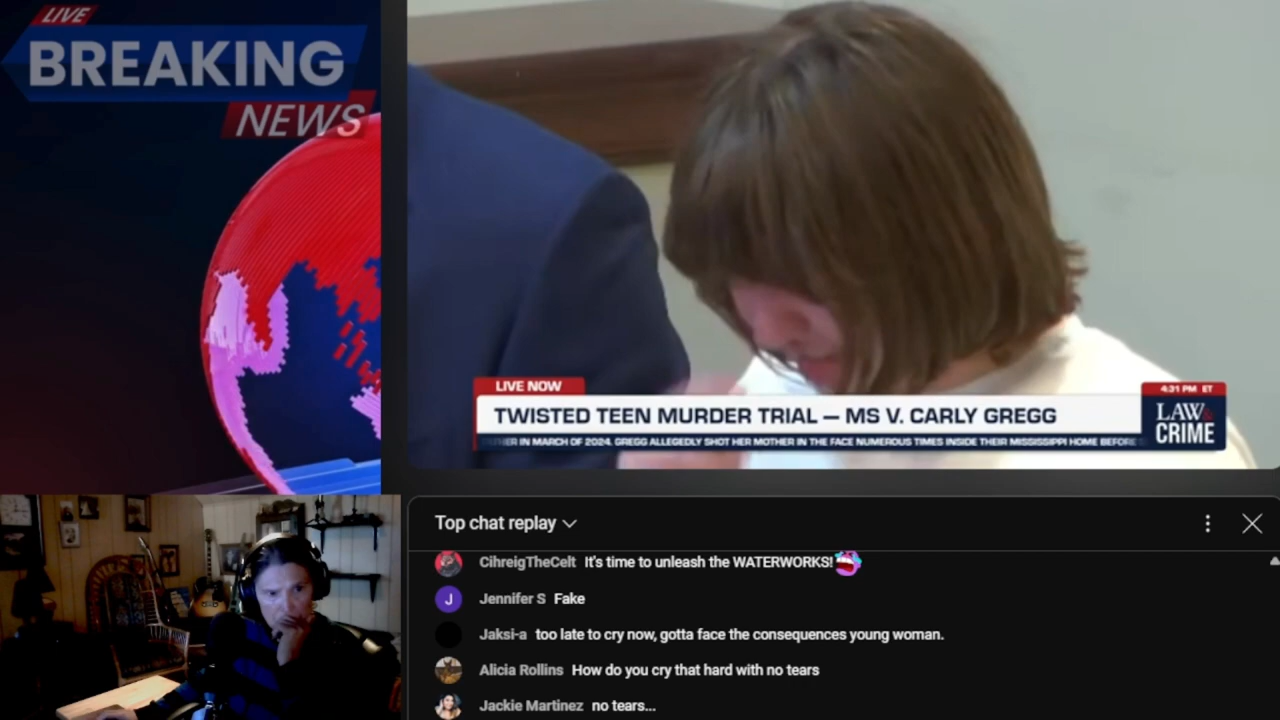 LIVE
BREAKING
NEWS
LIVE NOW
4:31 PM ET
TWISTED TEEN MURDER TRIAL — MS V. CARLY GREGG
IN MARCH OF 2024. GREGG ALLEGEDLY SHOT HER MOTHER IN THE FACE NUMEROUS TIMES INSIDE THEIR MISSISSIPPI HOME BEFORE
LAW&
CRIME
Top chat replay
CihreigTheCelt It's time to unleash the WATERWORKS!
J Jennifer S Fake
Jaksi-a too late to cry now, gotta face the consequences young woman.
Alicia Rollins How do you cry that hard with no tears
Jackie Martinez no tears...